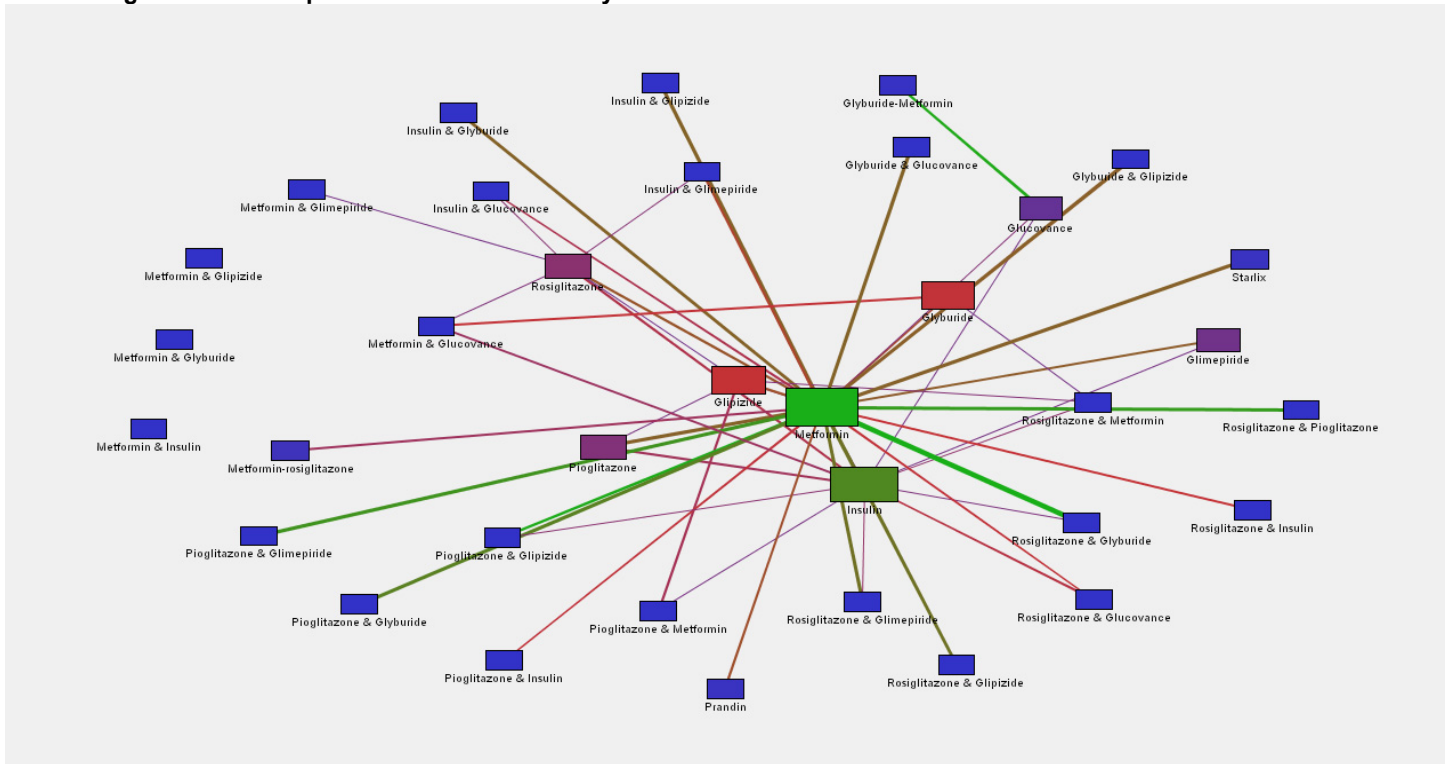 Insulin & Glipizide
Glyburide-Metformin
Insulin & Glyburide
Glyburide & Glucovance
Glyburide & Glipizide
Insulin & Glimepiride
Metformin & Glimepiride
Insulin & Glucovance
Glucovance
Metformin & Glipizide
Rosiglitazone
Starlix
Glyburide
Metformin & Glucovance
Metformin & Glyburide
Glimepiride
Glipizide
Metformin
Rosiglitazone & Metformin
Rosiglitazone & Pioglitazone
Metformin & Insulin
Metformin-rosiglitazone
Pioglitazone
Insulin
Rosiglitazone & Insulin
Pioglitazone & Glimepiride
Pioglitazone & Glipizide
Rosiglitazone & Glyburide
Pioglitazone & Glyburide
Pioglitazone & Metformin
Rosiglitazone & Glimepiride
Rosiglitazone & Glucovance
Pioglitazone & Insulin
Rosiglitazone & Glipizide
Prandin